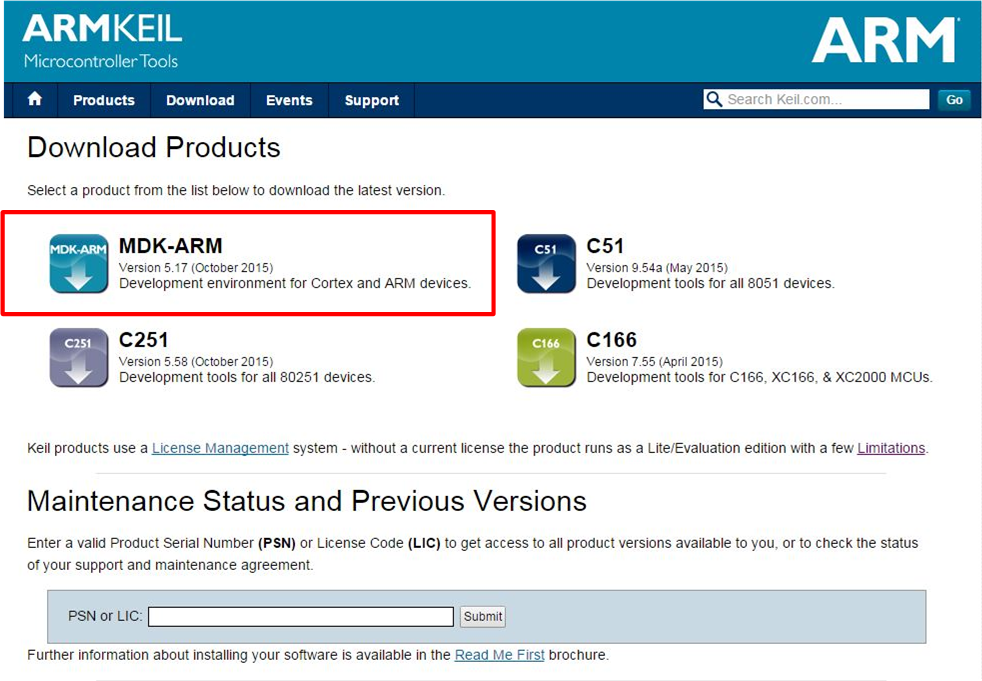 ARMKEIL
Microcontroller Tools
ARM
Products Download Events Support
Search Keil.com...
Go
Download Products
Select a product from the list below to download the latest version.
MDK-ARM
MDK-ARM
Version 5.17 (October 2015)
Development environment for Cortex and ARM devices.
C51
C51
Version 9.54a (May 2015)
Development tools for all 8051 devices.
C251
C251
Version 5.58 (October 2015)
Development tools for all 80251 devices.
C166
C166
Version 7.55 (April 2015)
Development tools for C166, XC166, & XC2000 MCUs.
Keil products use a License Management system - without a current license the product runs as a Lite/Evaluation edition with a few Limitations.
Maintenance Status and Previous Versions
Enter a valid Product Serial Number (PSN) or License Code (LIC) to get access to all product versions available to you, or to check the status
of your support and maintenance agreement.
PSN or LIC:
Submit
Further information about installing your software is available in the Read Me First brochure.